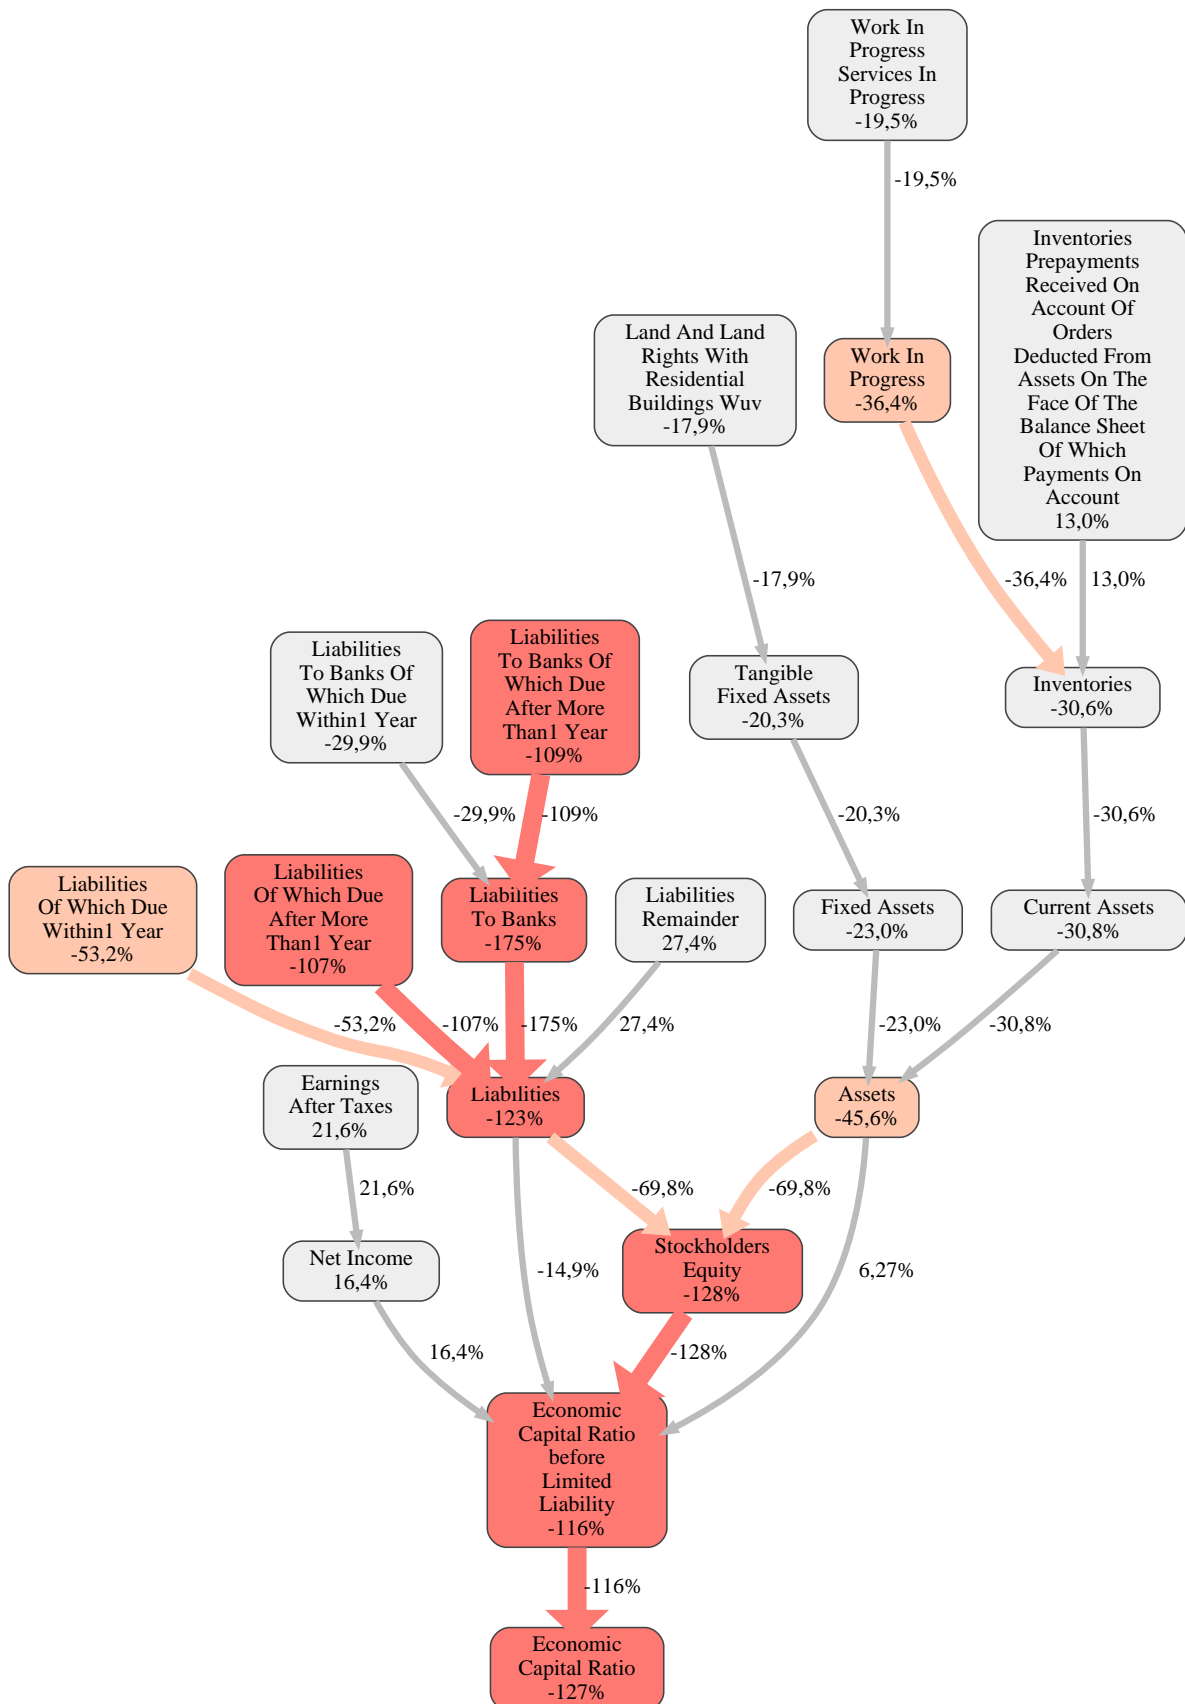 Work In
Progress
Services In
Progress
-19,5%
-19,5%
Inventories
Prepayments
Received On
Account Of
Orders
Deducted From
Assets On The
Face Of The
Balance Sheet
Of Which
Payments On
Account
13,0%
Land And Land
Rights With
Residential
Buildings Wuv
-17,9%
Work In
Progress
-36,4%
-17,9%
-36,4%
13,0%
Liabilities
To Banks Of
Which Due
Within1 Year
-29,9%
Liabilities
To Banks Of
Which Due
After More
Than1 Year
-109%
Tangible
Fixed Assets
-20,3%
Inventories
-30,6%
-29,9%
-109%
-20,3%
-30,6%
Liabilities
Of Which Due
Within1 Year
-53,2%
Liabilities
Of Which Due
After More
Than1 Year
-107%
Liabilities
To Banks
-175%
Liabilities
Remainder
27,4%
Fixed Assets
-23,0%
Current Assets
-30,8%
-53,2%
-107%
-175%
27,4%
-23,0%
-30,8%
Earnings
After Taxes
21,6%
Liabilities
-123%
Assets
-45,6%
21,6%
-69,8%
-69,8%
Net Income
16,4%
-14,9%
Stockholders
Equity
-128%
6,27%
16,4%
-128%
Economic
Capital Ratio
before
Limited
Liability
-116%
-116%
Economic
Capital Ratio
-127%